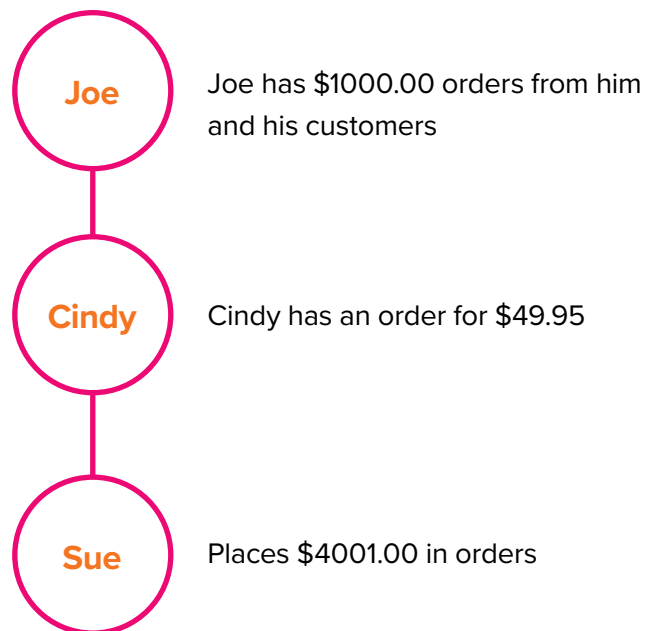 Joe
Joe has $1000.00 orders from him
and his customers
Cindy
Cindy has an order for $49.95
Sue
Places $4001.00 in orders